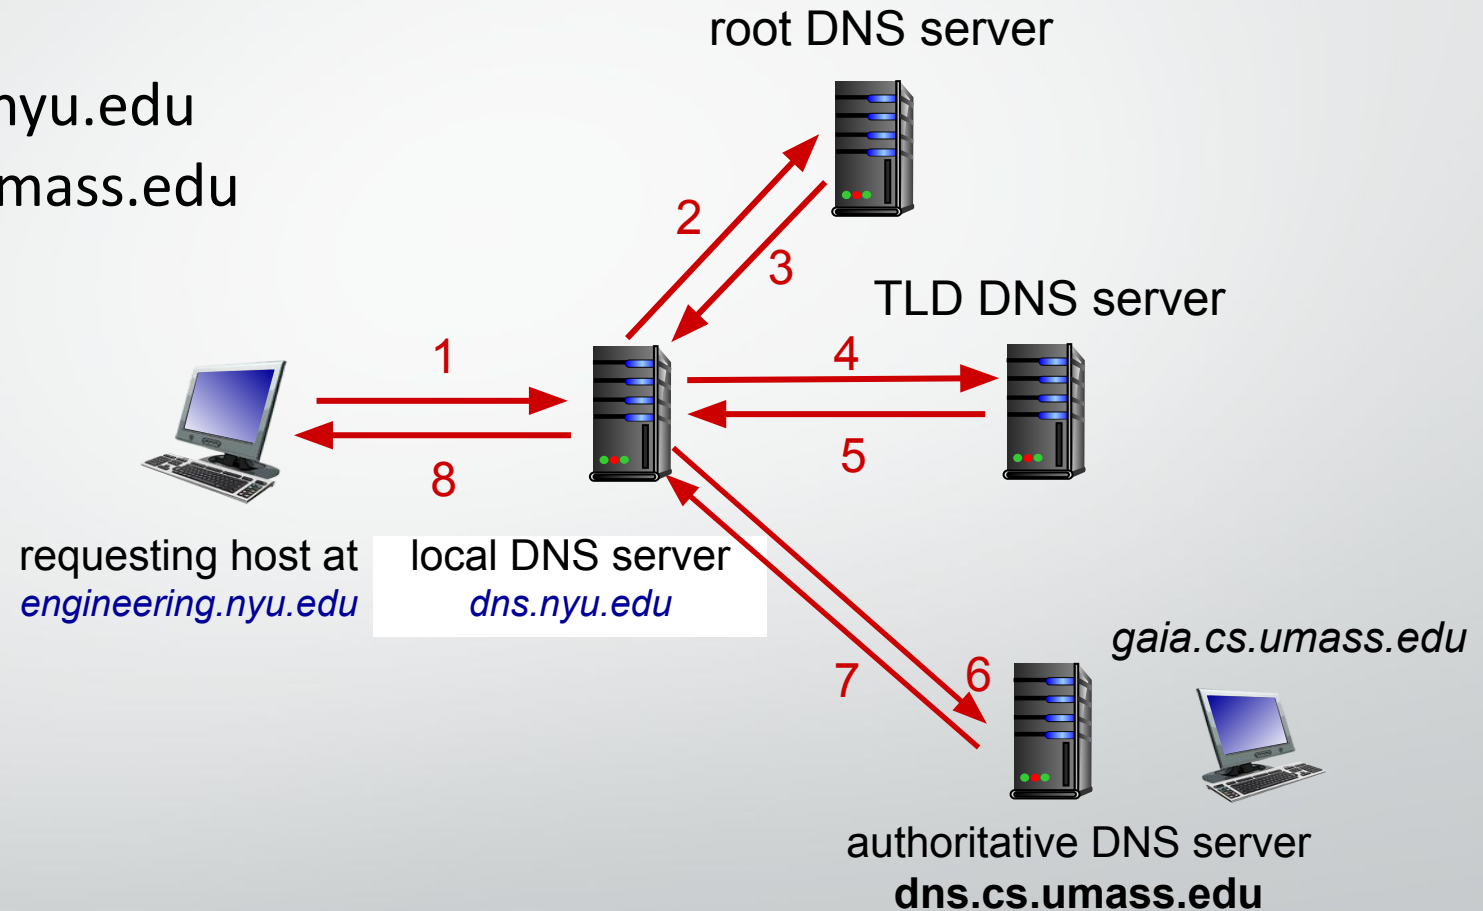 root DNS server
nyu.edu
mass.edu
2
3
TLD DNS server
1
4
8
5
requesting host at
engineering.nyu.edu
local DNS server
dns.nyu.edu
gaia.cs.umass.edu
7
6
authoritative DNS server
dns.cs.umass.edu